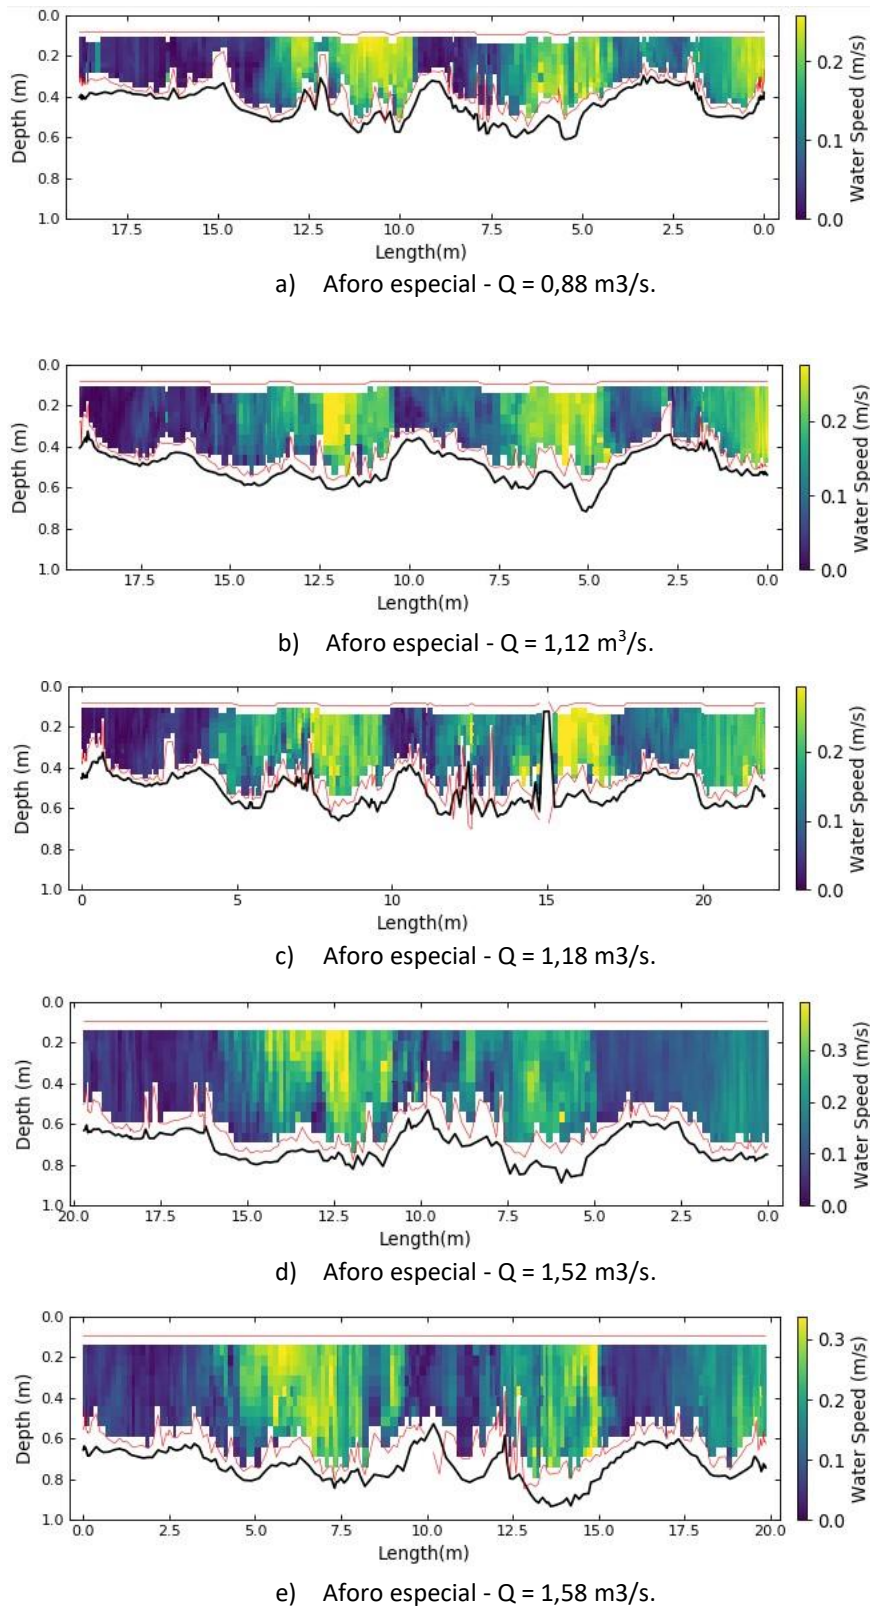 0.0
0.2
0.4
0.6
0.8
1.0
Depth (m)
17.5 15.0 12.5 10.0 7.5 5.0 2.5 0.0
Length(m)
0.2
0.1
0.0
Water Speed (m/s)
a) Aforo especial - Q = 0,88 m3/s.
0.0
0.2
0.4
0.6
0.8
1.0
Depth (m)
17.5 15.0 12.5 10.0 7.5 5.0 2.5 0.0
Length(m)
0.2
0.1
0.0
Water Speed (m/s)
b) Aforo especial - Q = 1,12 m³/s.
0.0
0.2
0.4
0.6
0.8
1.0
Depth (m)
0 5 10 15 20
Length(m)
0.2
0.1
0.0
Water Speed (m/s)
c) Aforo especial - Q = 1,18 m3/s.
0.0
0.2
0.4
0.6
0.8
1.0
Depth (m)
20.0 17.5 15.0 12.5 10.0 7.5 5.0 2.5 0.0
Length(m)
0.3
0.2
0.1
0.0
Water Speed (m/s)
d) Aforo especial - Q = 1,52 m3/s.
0.0
0.2
0.4
0.6
0.8
1.0
Depth (m)
0.0 2.5 5.0 7.5 10.0 12.5 15.0 17.5 20.0
Length(m)
0.3
0.2
0.1
0.0
Water Speed (m/s)
e) Aforo especial - Q = 1,58 m3/s.